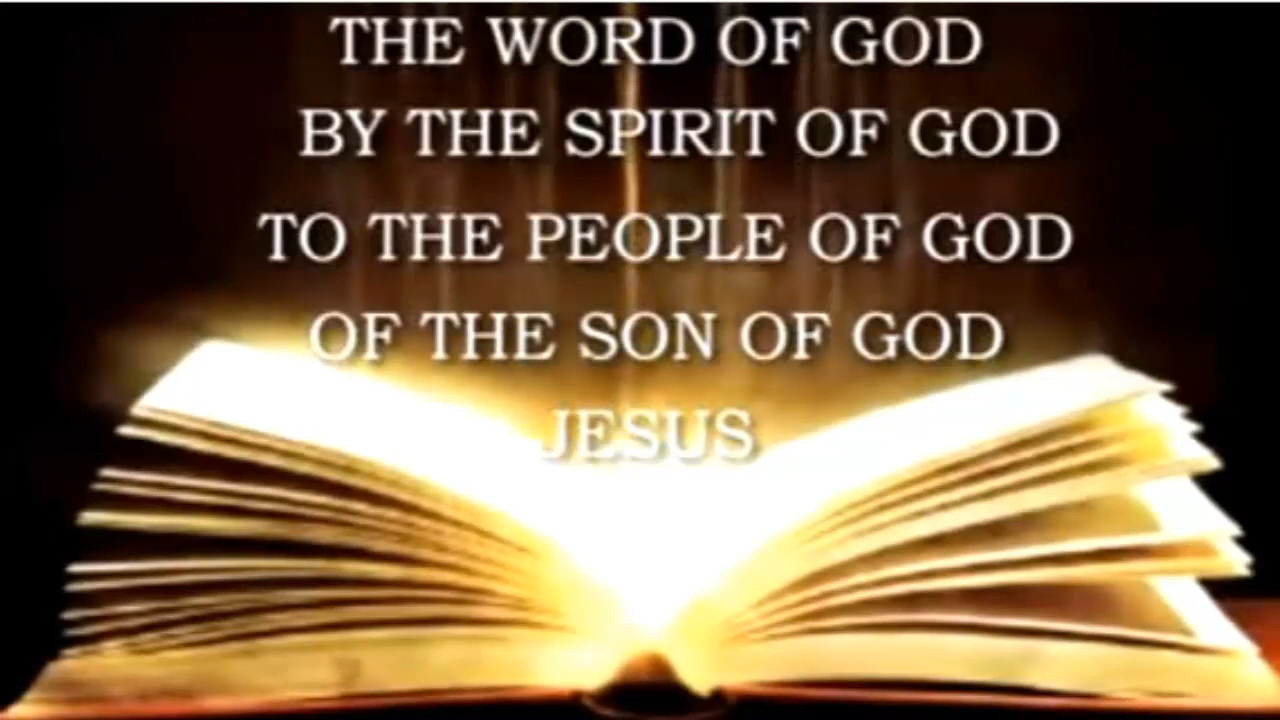 THE WORD OF GOD
BY THE SPIRIT OF GOD
TO THE PEOPLE OF GOD
OF THE SON OF GOD
JESUS